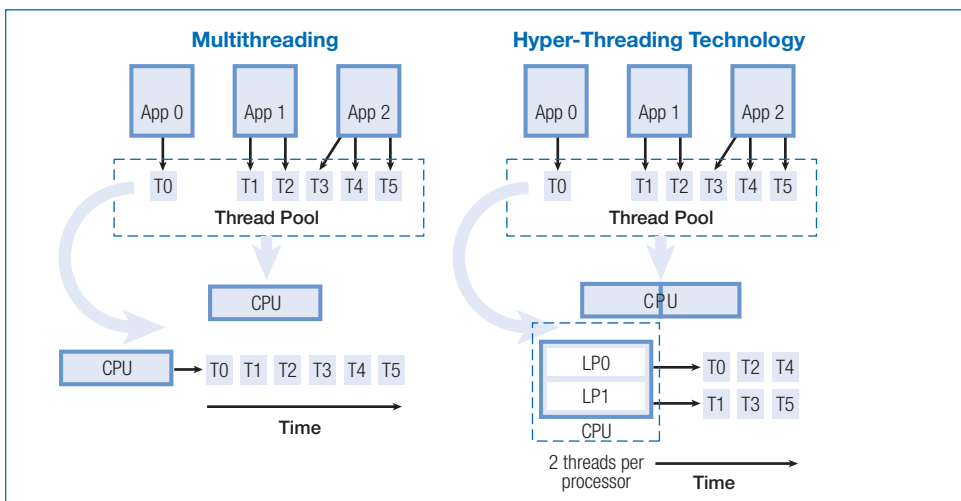 Multithreading
App 0 App 1 App 2
T0 T1 T2 T3 T4 T5
Thread Pool
CPU
CPU T0 T1 T2 T3 T4 T5
Time
Hyper-Threading Technology
App 0 App 1 App 2
T0 T1 T2 T3 T4 T5
Thread Pool
CPU
LP0 T0 T2 T4
LP1 T1 T3 T5
CPU
2 threads per
processor
Time